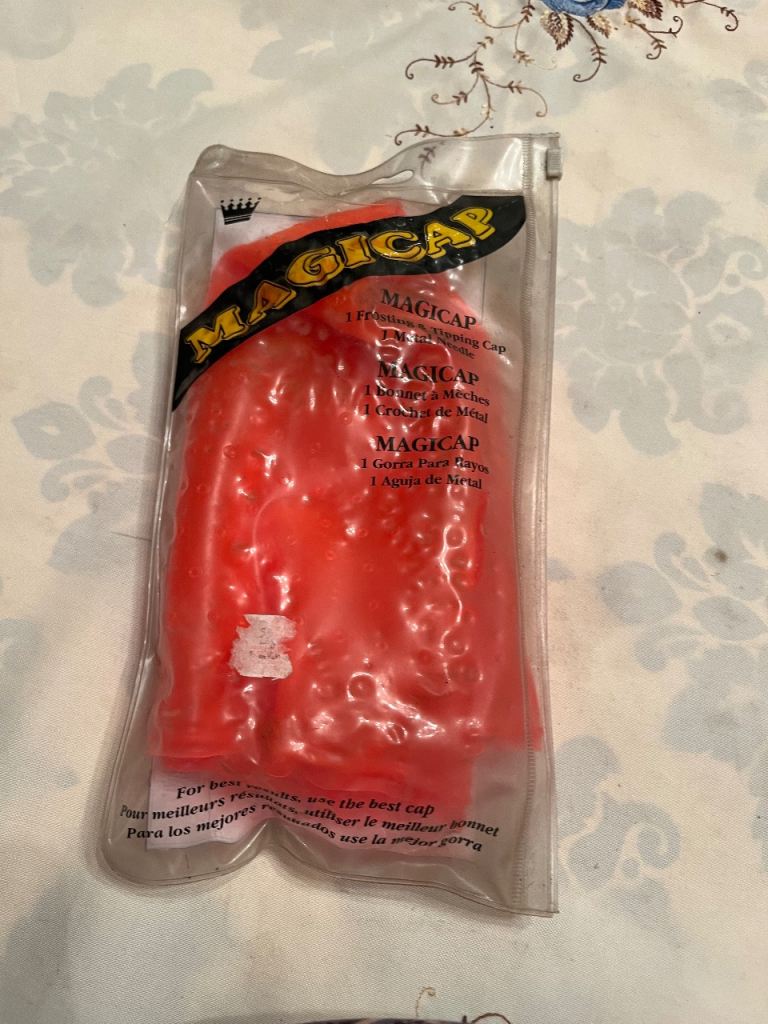 MAGICAP
MAGICAP
1 Frosting & Tipping Cap
1 Metal Needle
MAGICAP
1 Bonnet à Mèches
1 Crochet de Métal
MAGICAP
1 Gorra Para Rayos
1 Aguja de Metal
For best results, use the best cap
Pour meilleurs résultats, utiliser le meilleur bonnet
Para los mejores resultados use la mejor gorra